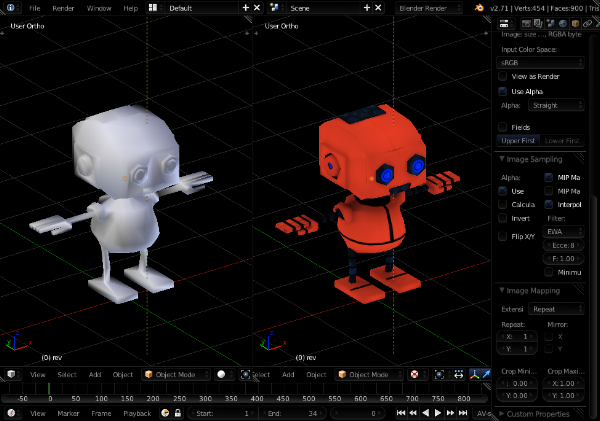 File Render Window Help Default Scene Blender Render v2.71 | Verts:454 | Faces:900 | Tris
User Ortho
User Ortho
(0) rev
(0) rev
View Select Add Object Object Mode
Select Add Object Object Mode
-50 0 50 100 150 200 250 300 350 400 450 500 550 600 650 700 750 800
View Marker Frame Playback Start: 1 End: 34 0 AV-s
Image: size ..., RGBA byte
Input Color Space:
sRGB
View as Render
Use Alpha
Alpha: Straight
Fields
Upper First Lower First
Image Sampling
Alpha: MIP Ma
Use MIP Ma
Calcula Interpol
Invert Filter:
Flip X/Y EWA
Ecce: 8
F: 1.00
Minimu
Image Mapping
Extensi Repeat
Repeat: Mirror:
X: 1 X
Y: 1 Y
Crop Mini... Crop Maxi...
: 0.00 X: 1.00
Y: 0.00 Y: 1.00
Custom Properties